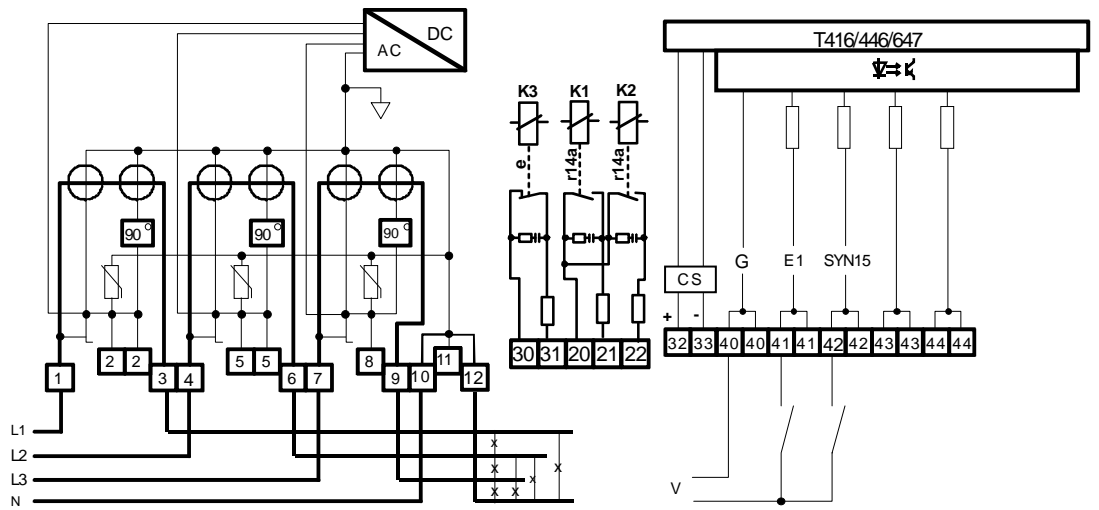 DC
AC
T416/446/647
K3 K1 K2
e r14a r14a
90° 90° 90°
G E1 SYN15
CS
+ -
32 33 40 40 41 41 42 42 43 43 44 44
30 31 20 21 22
1 2 2 3 4 5 5 6 7 8 9 10 11 12
L1
L2
L3
N
x x x x x x
V